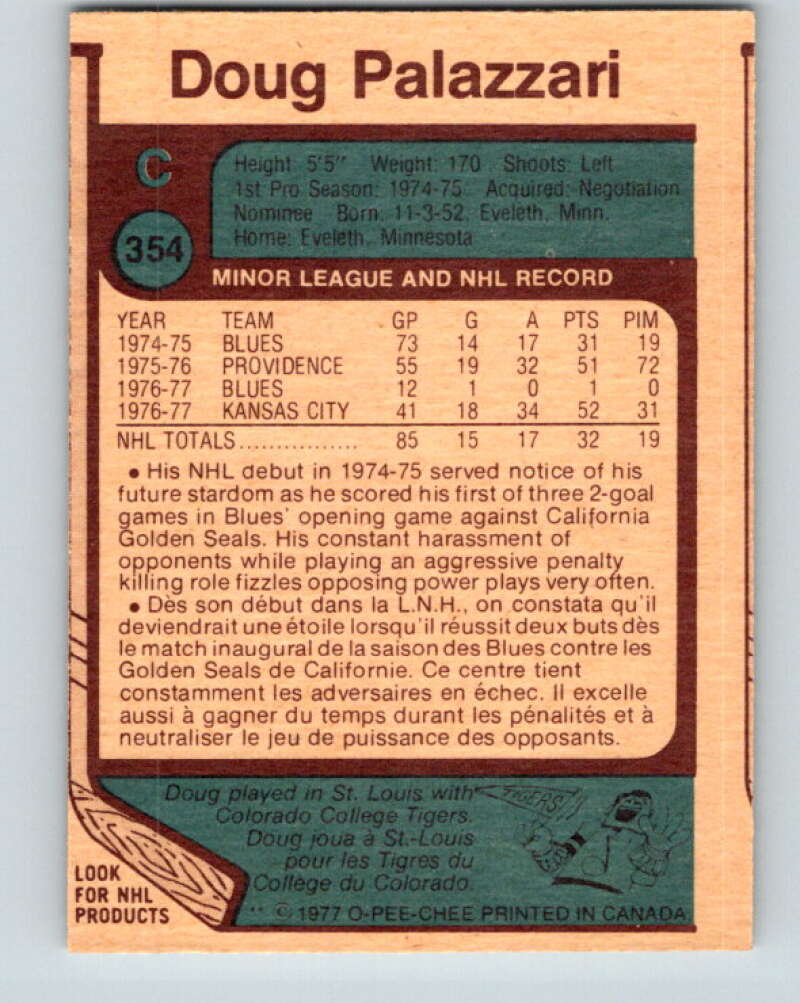 Doug Palazzari
C
Height: 5'5" Weight: 170 Shoots: Left
1st Pro Season: 1974-75 Acquired: Negotiation
Nominee Born: 11-3-52, Eveleth, Minn.
Home: Eveleth, Minnesota
354
MINOR LEAGUE AND NHL RECORD
YEAR TEAM GP G A PTS PIM
1974-75 BLUES 73 14 17 31 19
1975-76 PROVIDENCE 55 19 32 51 72
1976-77 BLUES 12 1 0 1 0
1976-77 KANSAS CITY 41 18 34 52 31
NHL TOTALS................ 85 15 17 32 19
• His NHL debut in 1974-75 served notice of his
future stardom as he scored his first of three 2-goal
games in Blues' opening game against California
Golden Seals. His constant harassment of
opponents while playing an aggressive penalty
killing role fizzles opposing power plays very often.
• Dès son début dans la L.N.H., on constata qu'il
deviendrait une étoile lorsqu'il réussit deux buts dès
le match inaugural de la saison des Blues contre les
Golden Seals de Californie. Ce centre tient
constamment les adversaires en échec. Il excelle
aussi à gagner du temps durant les pénalités et à
neutraliser le jeu de puissance des opposants.
Doug played in St. Louis with
Colorado College Tigers.
Doug joua à St.-Louis
pour les Tigres du
Collège du Colorado.
TIGERS
LOOK
FOR NHL
PRODUCTS
** © 1977 O-PEE-CHEE PRINTED IN CANADA